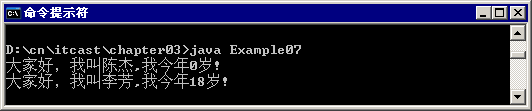 命令提示符
D:\cn\itcast\chapter03>java Example07
大家好，我叫陈杰,我今年0岁!
大家好，我叫李芳,我今年18岁!